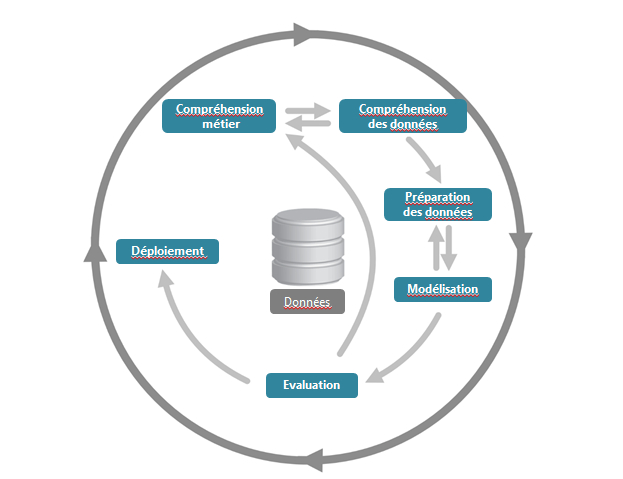 Compréhension
métier
Compréhension
des données
Préparation
des données
Déploiement
Modélisation
Données
Evaluation